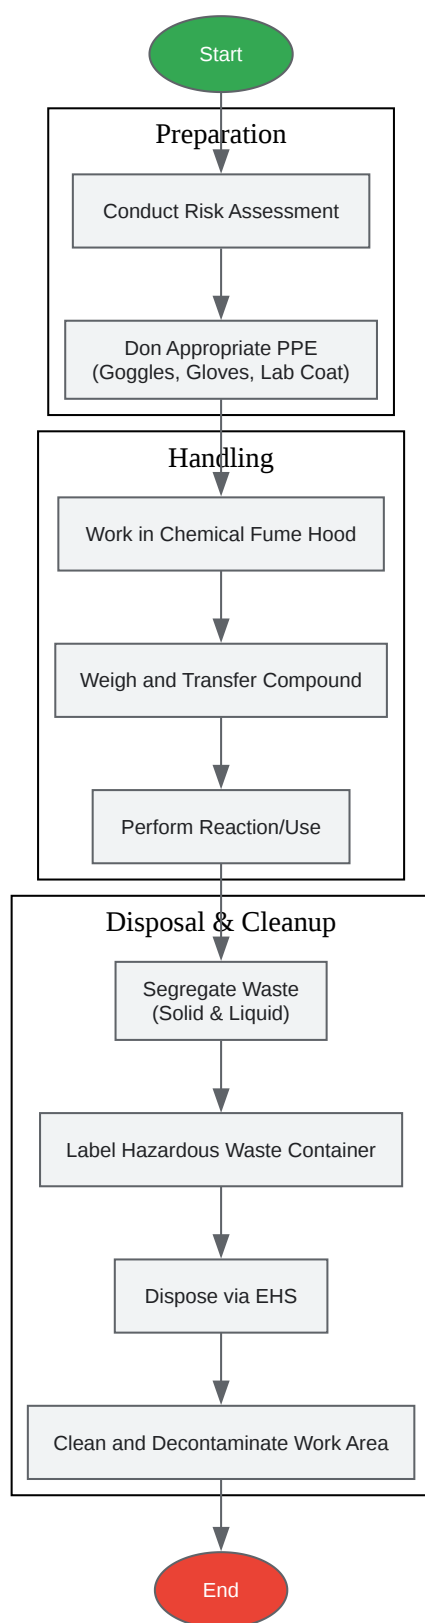 Start
Preparation
Conduct Risk Assessment
Don Appropriate PPE
(Goggles, Gloves, Lab Coat)
Handling
Work in Chemical Fume Hood
Weigh and Transfer Compound
Perform Reaction/Use
Disposal & Cleanup
Segregate Waste
(Solid & Liquid)
Label Hazardous Waste Container
Dispose via EHS
Clean and Decontaminate Work Area
End